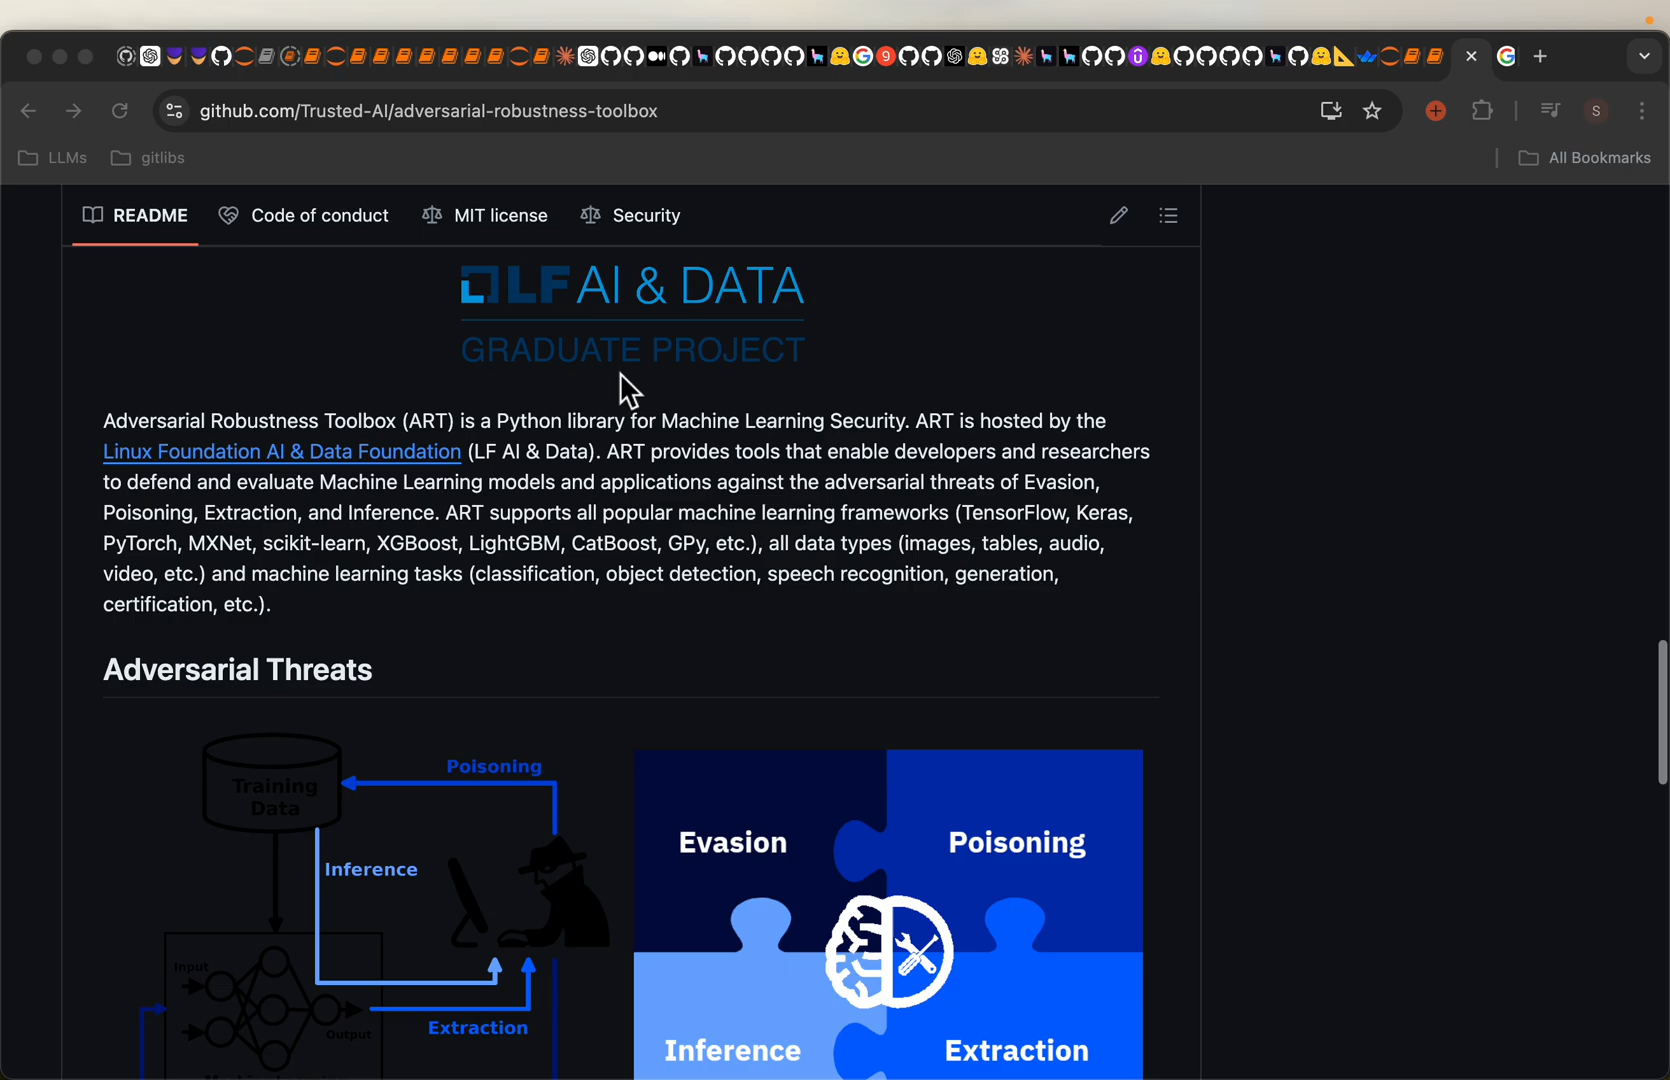 github.com/Trusted-AI/adversarial-robustness-toolbox
S
LLMs
gitlibs
All Bookmarks
README
Code of conduct
MIT license
Security
LF AI & DATA
GRADUATE PROJECT
Adversarial Robustness Toolbox (ART) is a Python library for Machine Learning Security. ART is hosted by the
Linux Foundation AI & Data Foundation (LF AI & Data). ART provides tools that enable developers and researchers
to defend and evaluate Machine Learning models and applications against the adversarial threats of Evasion,
Poisoning, Extraction, and Inference. ART supports all popular machine learning frameworks (TensorFlow, Keras,
PyTorch, MXNet, scikit-learn, XGBoost, LightGBM, CatBoost, GPy, etc.), all data types (images, tables, audio,
video, etc.) and machine learning tasks (classification, object detection, speech recognition, generation,
certification, etc.).
Adversarial Threats
Poisoning
Training
Data
Inference
Input
Output
Extraction
Evasion
Poisoning
Inference
Extraction